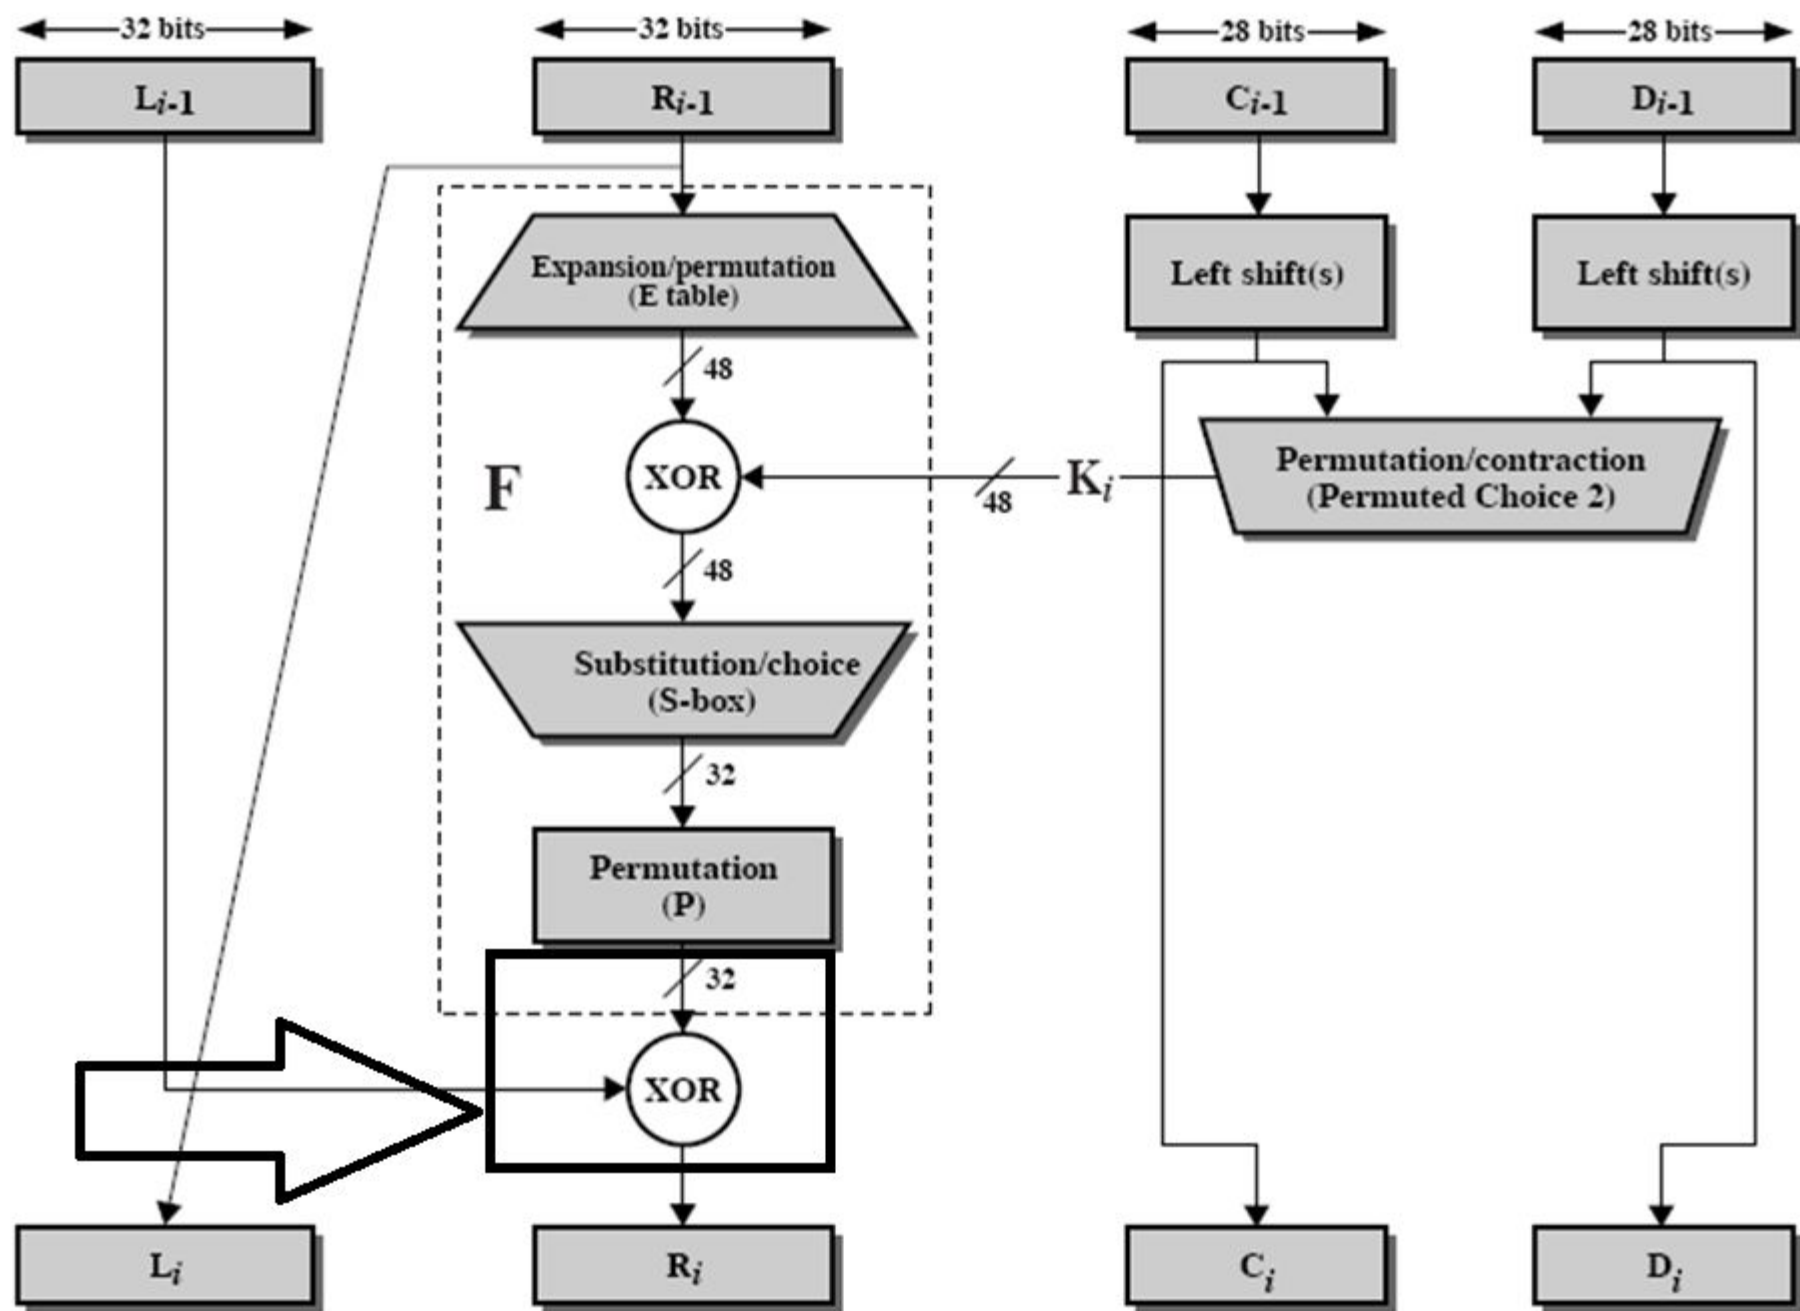 32 bits
32 bits
28 bits
28 bits
Li-1
Ri-1
Ci-1
Di-1
Expansion/permutation
(E table)
Left shift(s)
Left shift(s)
48
F
XOR
48
Ki
Permutation/contraction
(Permuted Choice 2)
48
Substitution/choice
(S-box)
32
Permutation
(P)
32
XOR
Li
Ri
Ci
Di